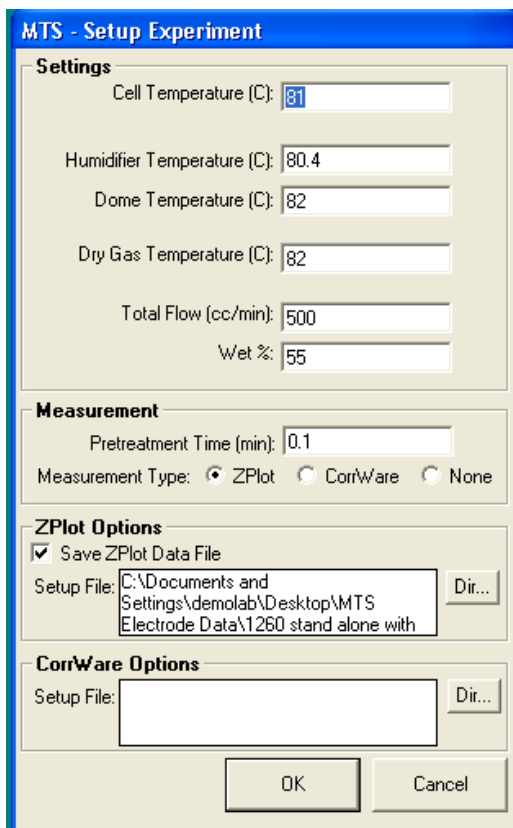 MTS - Setup Experiment
Settings
Cell Temperature (C): 81
Humidifier Temperature (C): 80.4
Dome Temperature (C): 82
Dry Gas Temperature (C): 82
Total Flow (cc/min): 500
Wet %: 55
Measurement
Pretreatment Time (min): 0.1
Measurement Type: ZPlot CorrWare None
ZPlot Options
Save ZPlot Data File
Setup File: C:\Documents and
Settings\demolab\Desktop\MTS
Electrode Data\1260 stand alone with
Dir...
CorrWare Options
Setup File:
Dir...
OK Cancel